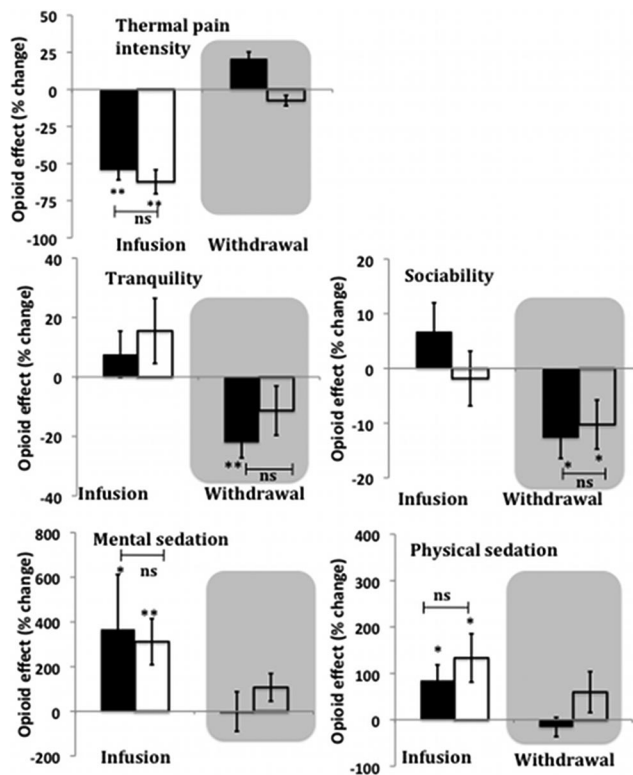 Thermal pain
intensity
Opioid effect (% change)
50
25
0
-25
-50
-75
-100
**
**
ns
Infusion
Withdrawal
Tranquility
Opioid effect (% change)
40
20
0
-20
-40
**
ns
Infusion
Withdrawal
Sociability
Opioid effect (% change)
20
10
0
-10
-20
*
*
ns
Infusion
Withdrawal
Mental sedation
Opioid effect (% change)
800
600
400
200
0
-200
*
ns
**
Infusion
Physical sedation
Opioid effect (% change)
400
300
200
100
0
-100
ns
*
*
Infusion
Withdrawal